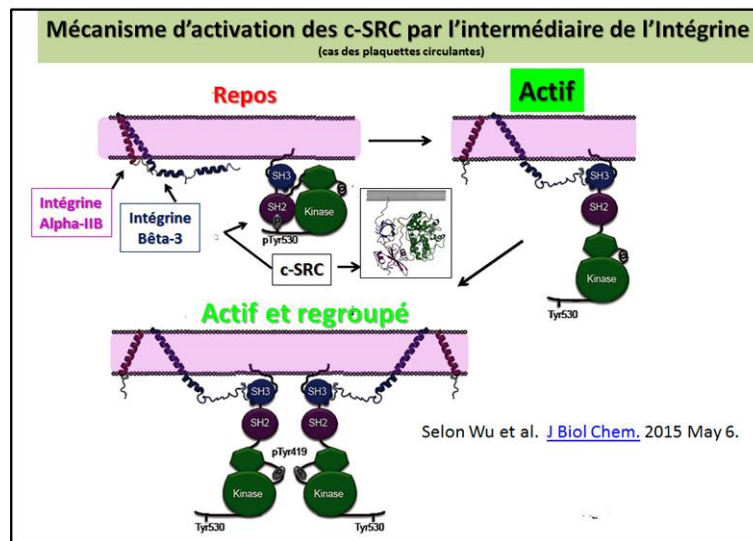 Mécanisme d'activation des c-SRC par l'intermédiaire de l'Intégrine
(cas des plaquettes circulantes)
Repos
Actif
SH3
SH2
Kinase
P
pTyr530
Intégrine
Alpha-IIB
Intégrine
Bêta-3
c-SRC
SH3
SH2
Kinase
Tyr530
Actif et regroupé
SH3
SH3
SH2
SH2
pTyr419
Kinase
Kinase
Tyr530
Tyr530
Selon Wu et al. J Biol Chem. 2015 May 6.